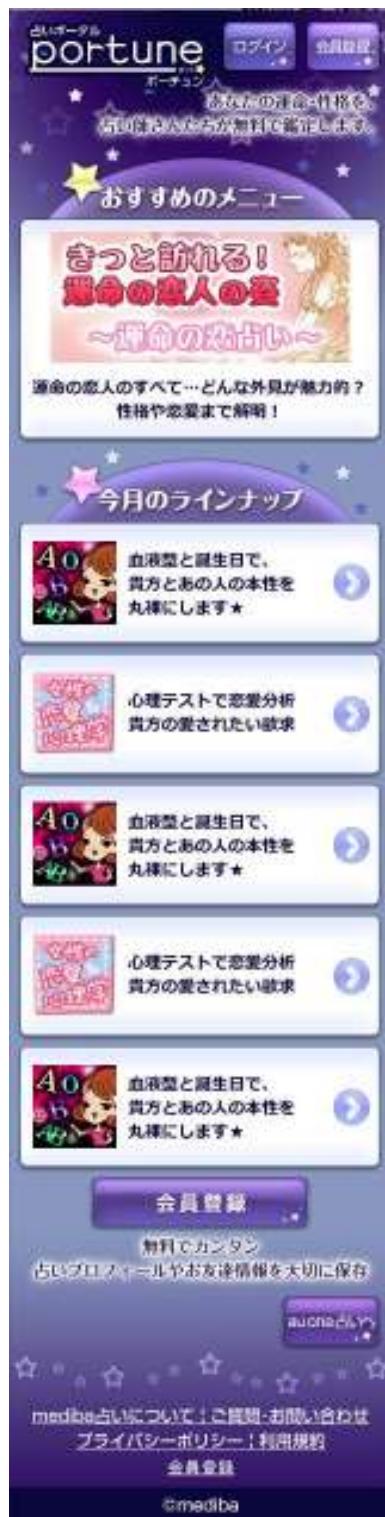 占いポータル
portune
ポーチュン
ログイン
会員登録
あなたの運命・性格を、
占い師さんたちが無料で鑑定します。
おすすめのメニュー
きっと訪れる!
運命の恋人の姿
～運命の恋占い～
運命の恋人のすべて…どんな外見が魅力的?
性格や恋愛まで解明!
今月のラインナップ
A O
血液型と誕生日で、
貴方とあの人の本性を
丸裸にします★
心理テストで恋愛分析
貴方の愛されたい欲求
A O
血液型と誕生日で、
貴方とあの人の本性を
丸裸にします★
心理テストで恋愛分析
貴方の愛されたい欲求
A O
血液型と誕生日で、
貴方とあの人の本性を
丸裸にします★
会員登録
無料でカンタン
占いプロフィールやお友達情報を大切に保存
auone占いへ
mediba占いについて¦ご質問・お問い合わせ
プライバシーポリシー¦利用規約
会員登録
©mediba